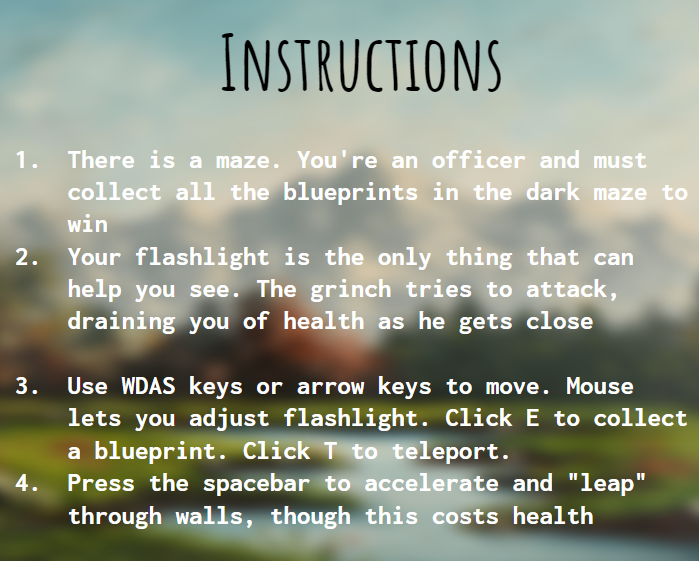 Instructions
1. There is a maze. You're an officer and must
collect all the blueprints in the dark maze to
win
2. Your flashlight is the only thing that can
help you see. The grinch tries to attack,
draining you of health as he gets close
3. Use WDAS keys or arrow keys to move. Mouse
lets you adjust flashlight. Click E to collect
a blueprint. Click T to teleport.
4. Press the spacebar to accelerate and "leap"
through walls, though this costs health